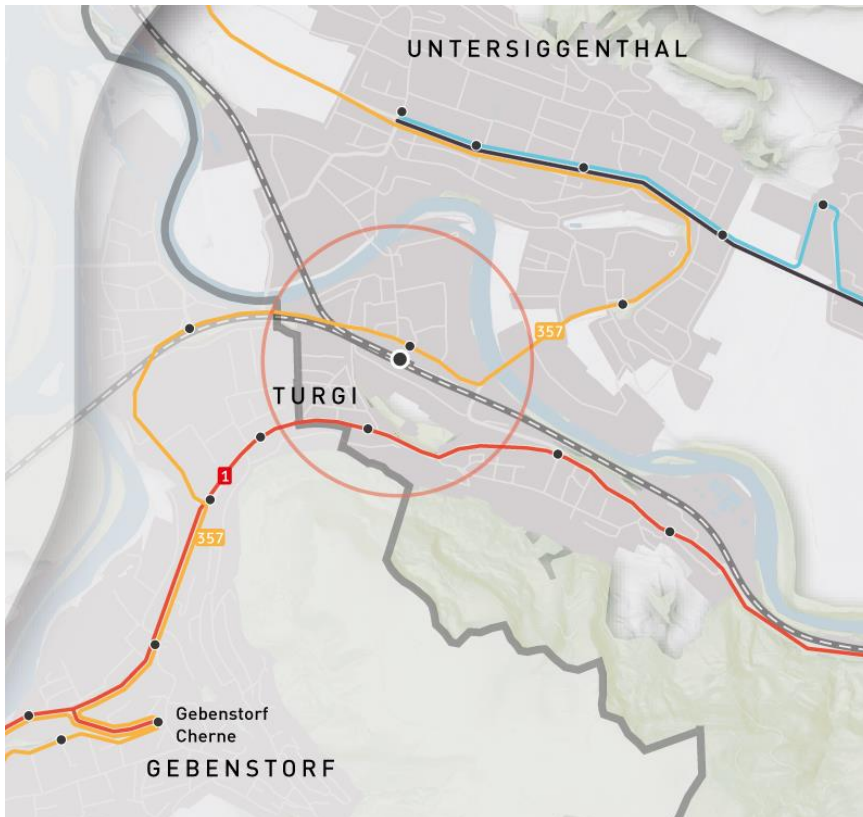 UNTERSIGGENTHAL
357
TURGI
1
357
Gebenstorf
Cherne
GEBENSTORF